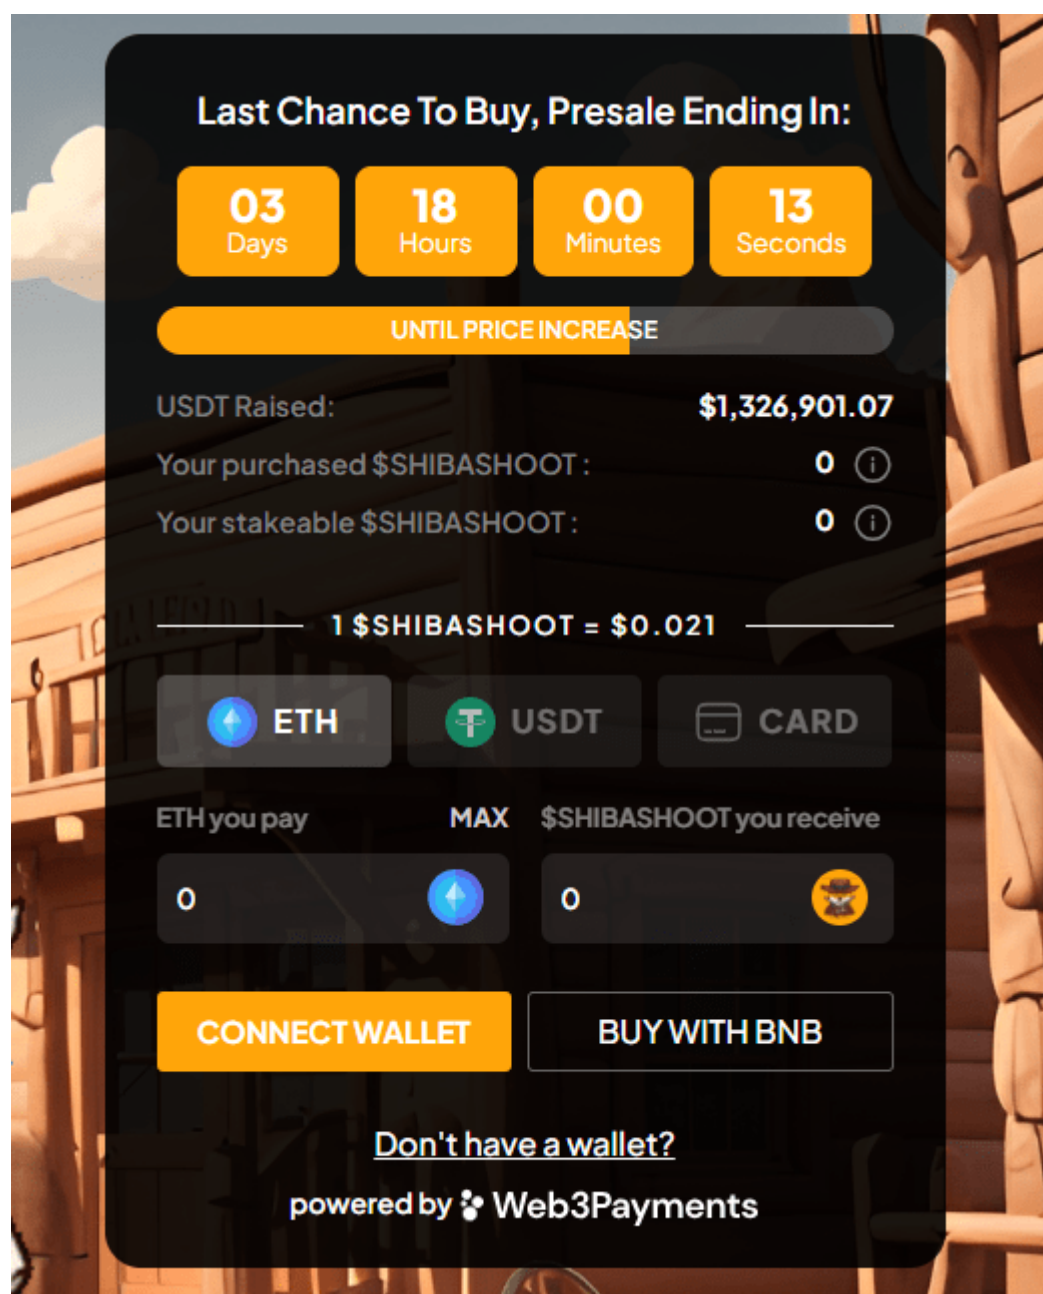 Last Chance To Buy, Presale Ending In:
03 18 00 13
Days Hours Minutes Seconds
UNTIL PRICE INCREASE
USDT Raised: $1,326,901.07
Your purchased $SHIBASHOOT : 0
Your stakeable $SHIBASHOOT : 0
1 $SHIBASHOOT = $0.021
ETH USDT CARD
ETH you pay MAX $SHIBASHOOT you receive
0 0
CONNECT WALLET BUY WITH BNB
Don't have a wallet?
powered by Web3Payments